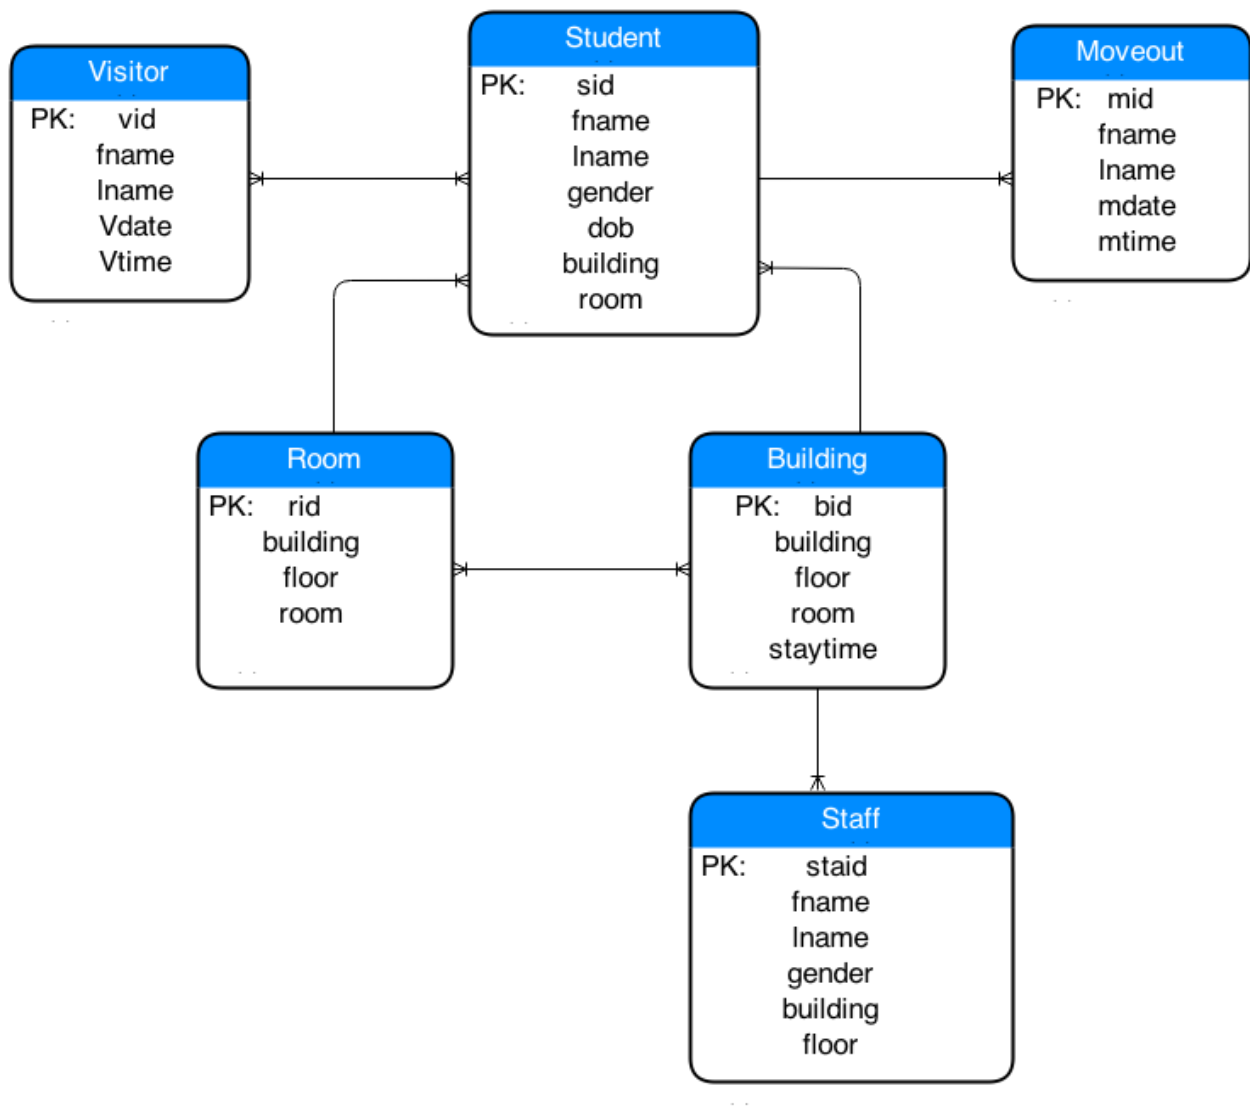 Visitor
PK: vid
fname
lname
Vdate
Vtime
Student
PK: sid
fname
lname
gender
dob
building
room
Moveout
PK: mid
fname
lname
mdate
mtime
Room
PK: rid
building
floor
room
Building
PK: bid
building
floor
room
staytime
Staff
PK: staid
fname
lname
gender
building
floor